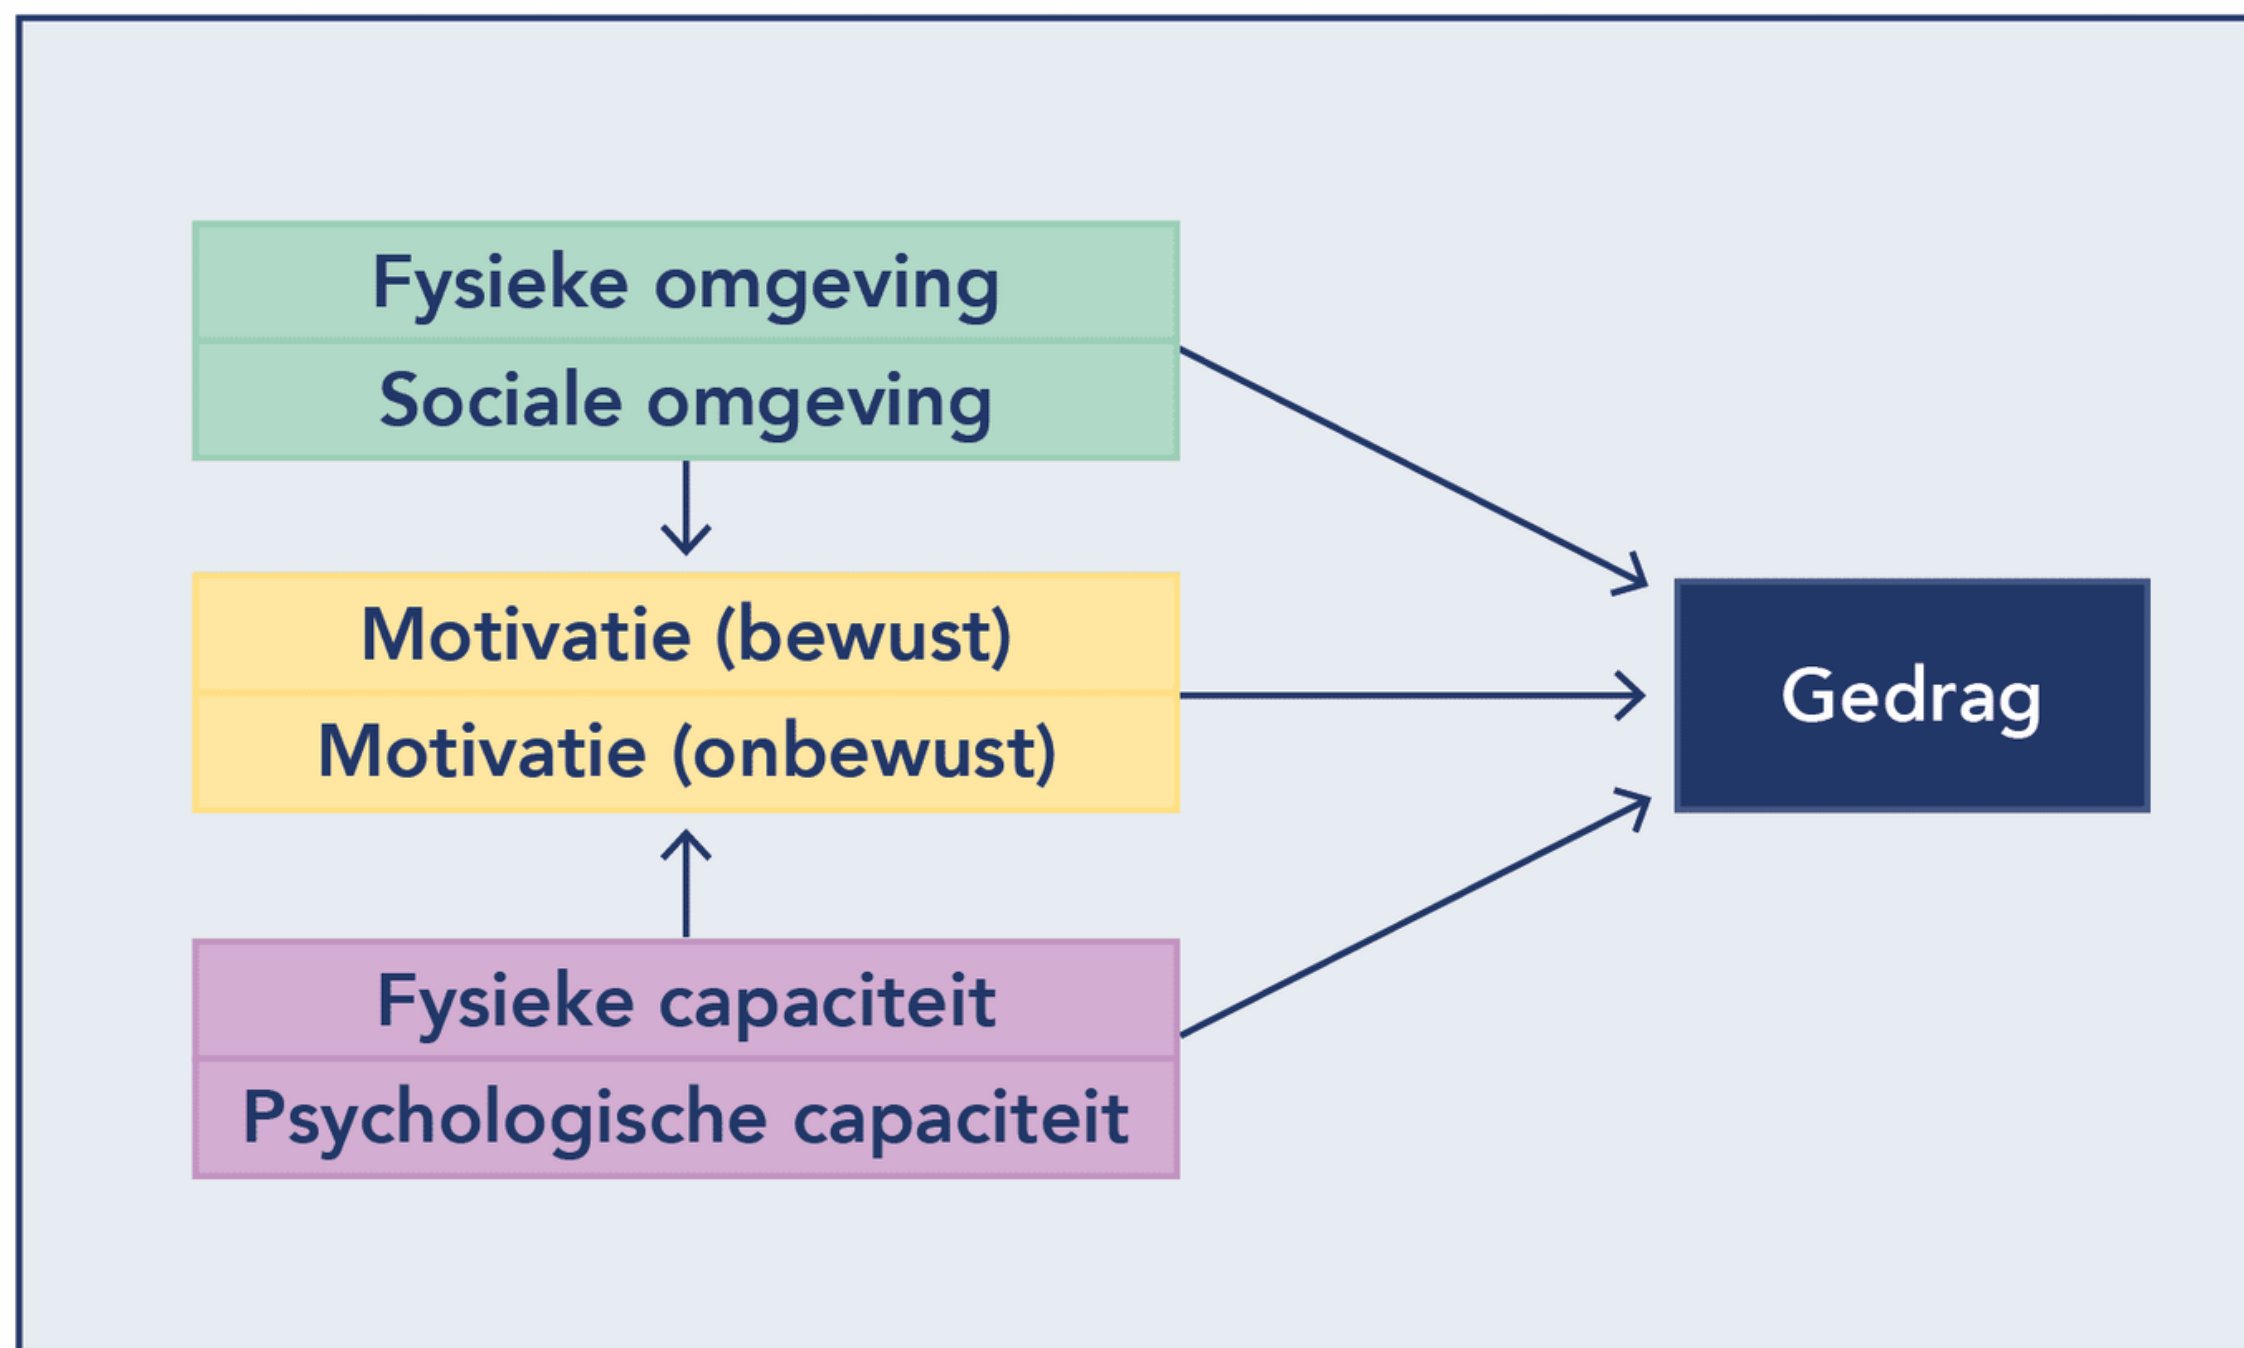 Fysieke omgeving
Sociale omgeving
Motivatie (bewust)
Motivatie (onbewust)
Gedrag
Fysieke capaciteit
Psychologische capaciteit